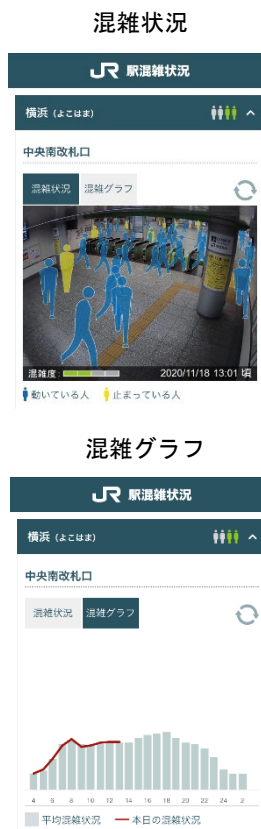 混雑状況
JR 駅混雑状況
横浜 (よこはま)
中央南改札口
混雑状況 混雑グラフ
混雑度:
2020/11/18 13:01 頃
動いている人 止まっている人
混雑グラフ
JR 駅混雑状況
横浜 (よこはま)
中央南改札口
混雑状況 混雑グラフ
4 6 8 10 12 14 16 18 20 22 24 2
平均混雑状況 本日の混雑状況